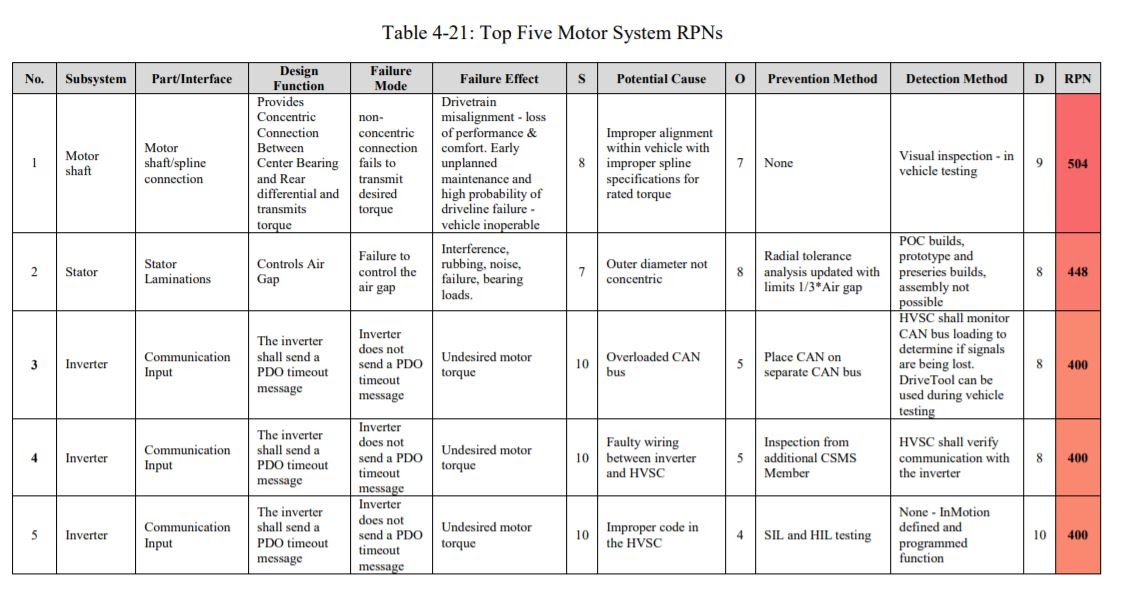 Table 4-21: Top Five Motor System RPNs
No. Subsystem Part/Interface Design Function Failure Mode Failure Effect S Potential Cause O Prevention Method Detection Method D RPN
1
Motor
shaft
Motor
shaft/spline
connection
Provides
Concentric
Connection
Between
Center Bearing
and Rear
differential and
transmits
torque
non-
concentric
connection
fails to
transmit
desired
torque
Drivetrain
misalignment - loss
of performance &
comfort. Early
unplanned
maintenance and
high probability of
driveline failure -
vehicle inoperable
8
Improper alignment
within vehicle with
improper spline
specifications for
rated torque
7
None
Visual inspection - in
vehicle testing
9
504
2
Stator
Stator
Laminations
Controls Air
Gap
Failure to
control the
air gap
Interference,
rubbing, noise,
failure, bearing
loads.
7
Outer diameter not
concentric
8
Radial tolerance
analysis updated with
limits 1/3*Air gap
POC builds,
prototype and
preseries builds,
assembly not
possible
8
448
3
Inverter
Communication
Input
The inverter
shall send a
PDO timeout
message
Inverter
does not
send a PDO
timeout
message
Undesired motor
torque
10
Overloaded CAN
bus
5
Place CAN on
separate CAN bus
HVSC shall monitor
CAN bus loading to
determine if signals
are being lost.
DriveTool can be
used during vehicle
testing
8
400
4
Inverter
Communication
Input
The inverter
shall send a
PDO timeout
message
Inverter
does not
send a PDO
timeout
message
Undesired motor
torque
10
Faulty wiring
between inverter
and HVSC
5
Inspection from
additional CSMS
Member
HVSC shall verify
communication with
the inverter
8
400
5
Inverter
Communication
Input
The inverter
shall send a
PDO timeout
message
Inverter
does not
send a PDO
timeout
message
Undesired motor
torque
10
Improper code in
the HVSC
4
SIL and HIL testing
None - InMotion
defined and
programmed
function
10
400